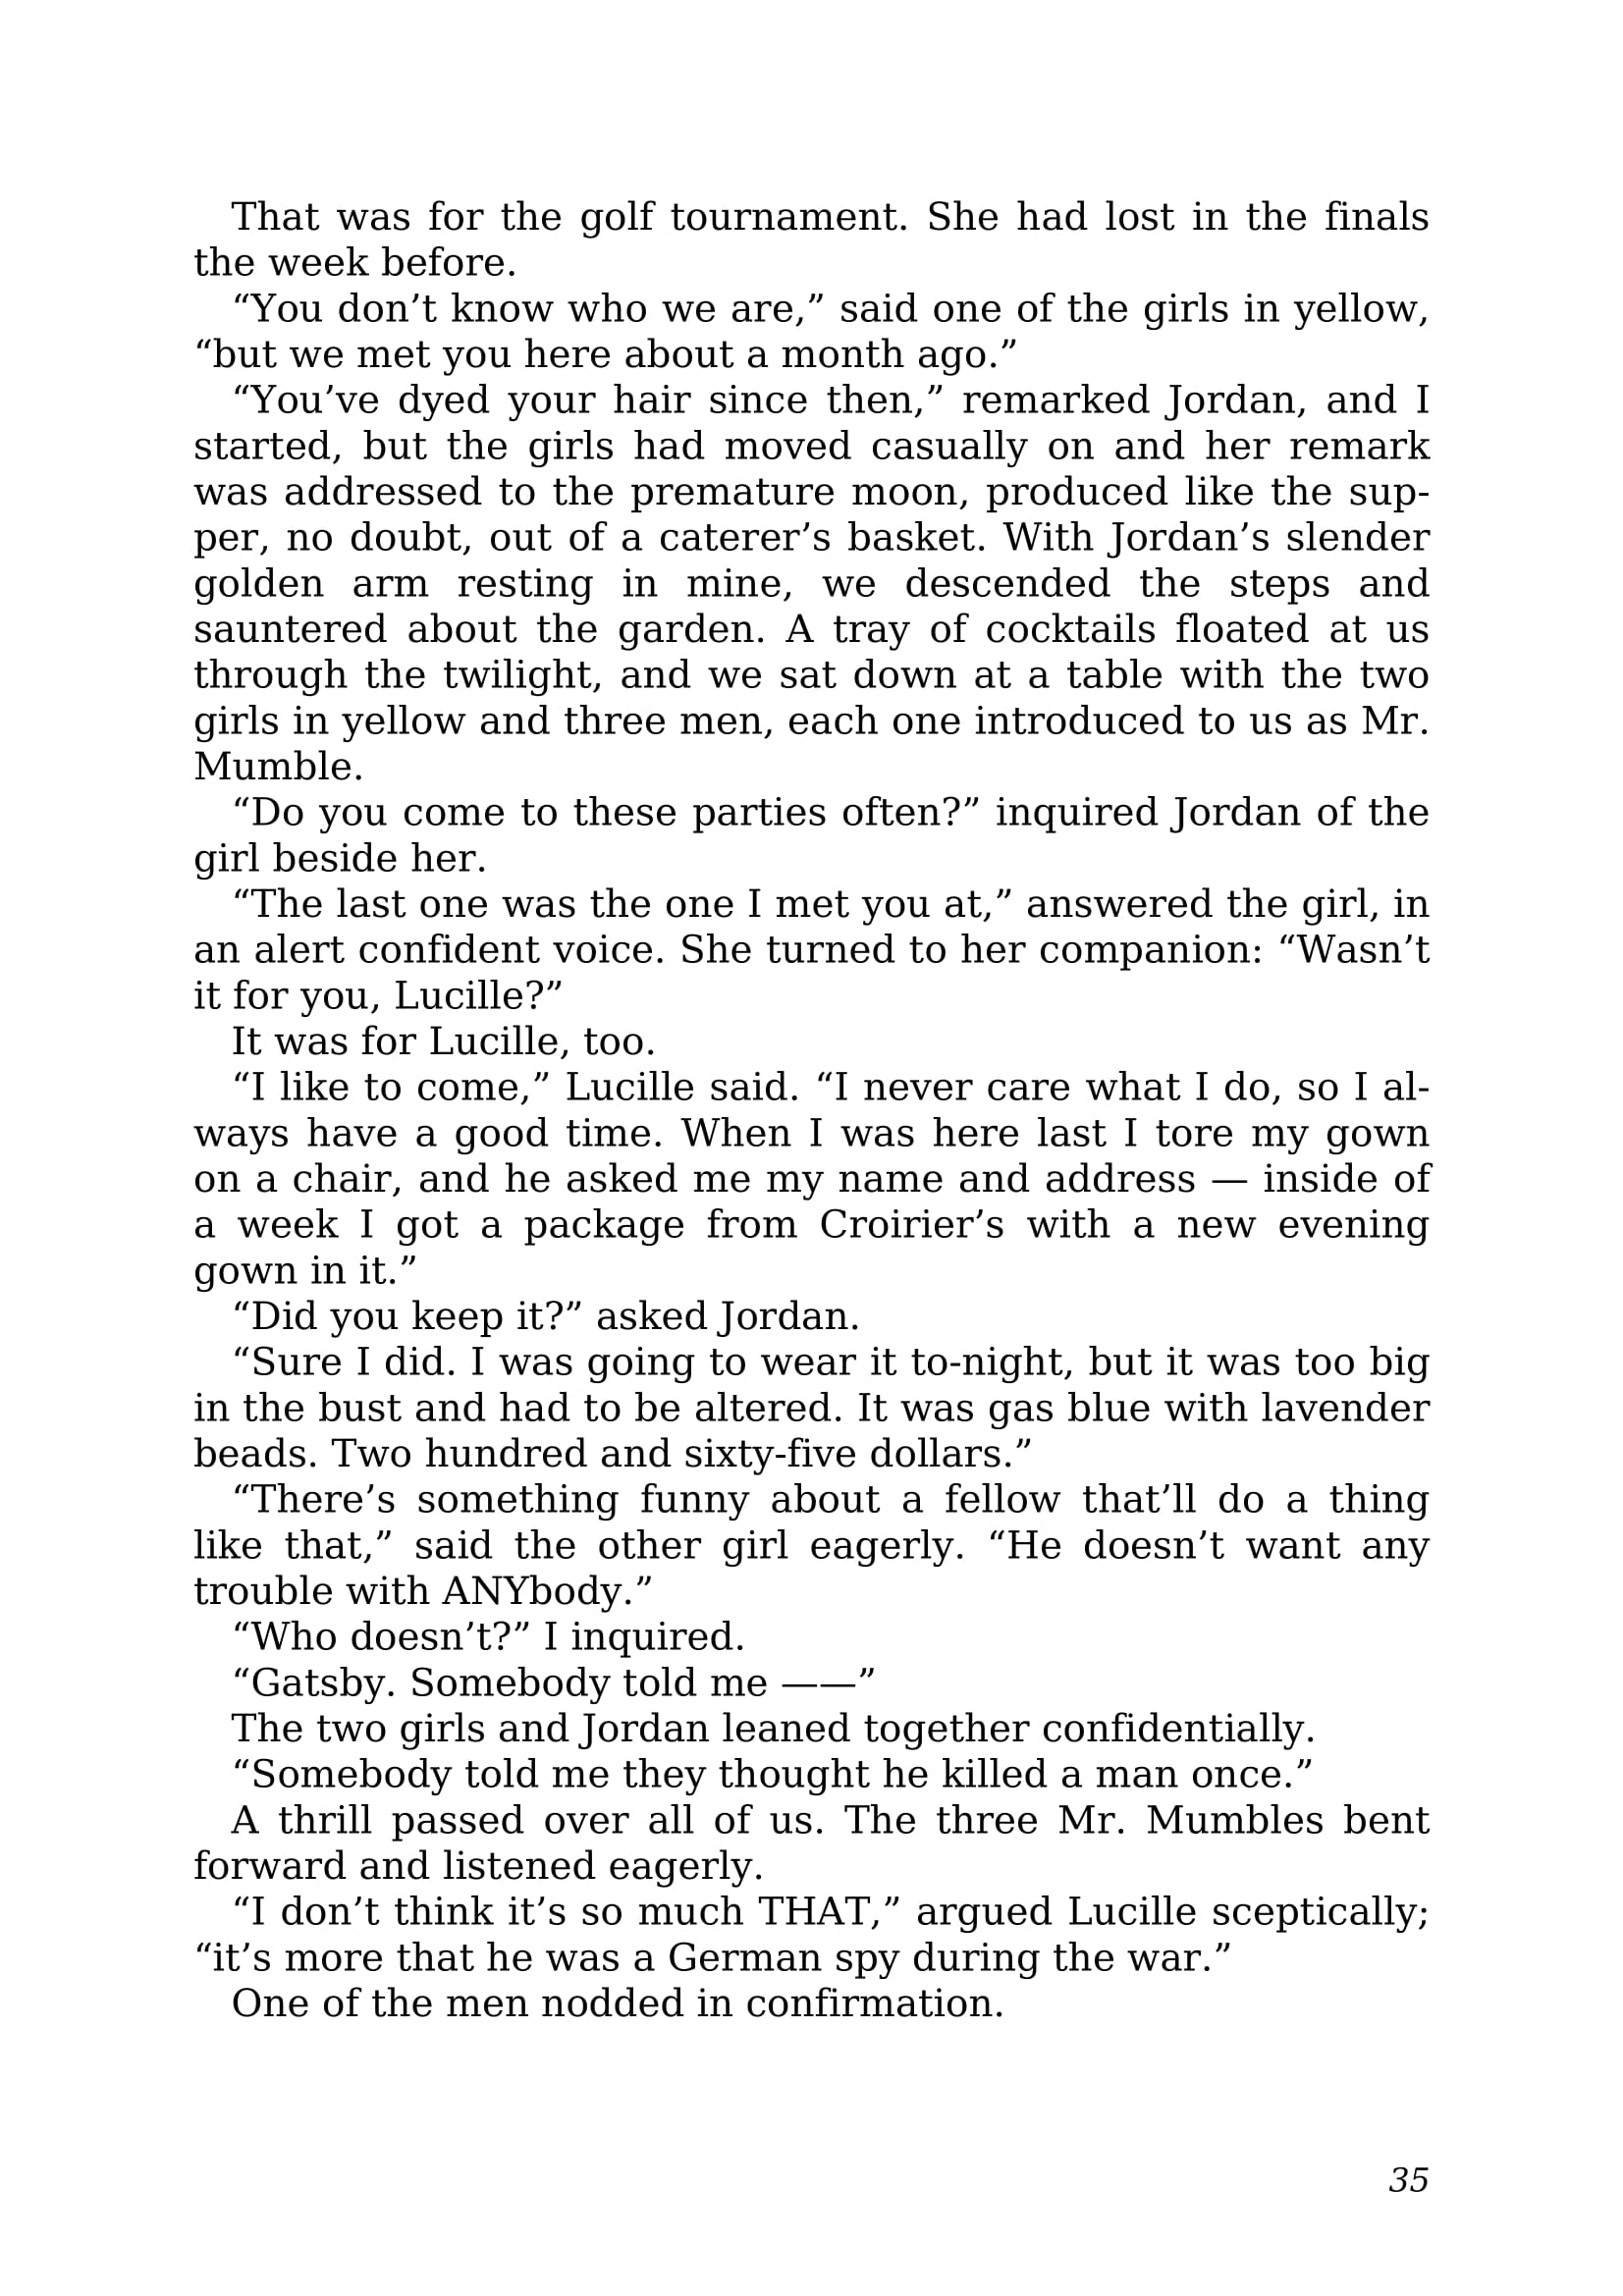 That was for the golf tournament. She had lost in the finals
the week before.
“You don’t know who we are,” said one of the girls in yellow,
“but we met you here about a month ago.”
“You’ve dyed your hair since then,” remarked Jordan, and I
started, but the girls had moved casually on and her remark
was addressed to the premature moon, produced like the sup-
per, no doubt, out of a caterer’s basket. With Jordan’s slender
golden arm resting in mine, we descended the steps and
sauntered about the garden. A tray of cocktails floated at us
through the twilight, and we sat down at a table with the two
girls in yellow and three men, each one introduced to us as Mr.
Mumble.
“Do you come to these parties often?” inquired Jordan of the
girl beside her.
“The last one was the one I met you at,” answered the girl, in
an alert confident voice. She turned to her companion: “Wasn’t
it for you, Lucille?”
It was for Lucille, too.
“I like to come,” Lucille said. “I never care what I do, so I al-
ways have a good time. When I was here last I tore my gown
on a chair, and he asked me my name and address — inside of
a week I got a package from Croirier’s with a new evening
gown in it.”
“Did you keep it?” asked Jordan.
“Sure I did. I was going to wear it to-night, but it was too big
in the bust and had to be altered. It was gas blue with lavender
beads. Two hundred and sixty-five dollars.”
“There’s something funny about a fellow that’ll do a thing
like that,” said the other girl eagerly. “He doesn’t want any
trouble with ANYbody.”
“Who doesn’t?” I inquired.
“Gatsby. Somebody told me ——”
The two girls and Jordan leaned together confidentially.
“Somebody told me they thought he killed a man once.”
A thrill passed over all of us. The three Mr. Mumbles bent
forward and listened eagerly.
“I don’t think it’s so much THAT,” argued Lucille sceptically;
“it’s more that he was a German spy during the war.”
One of the men nodded in confirmation.
35